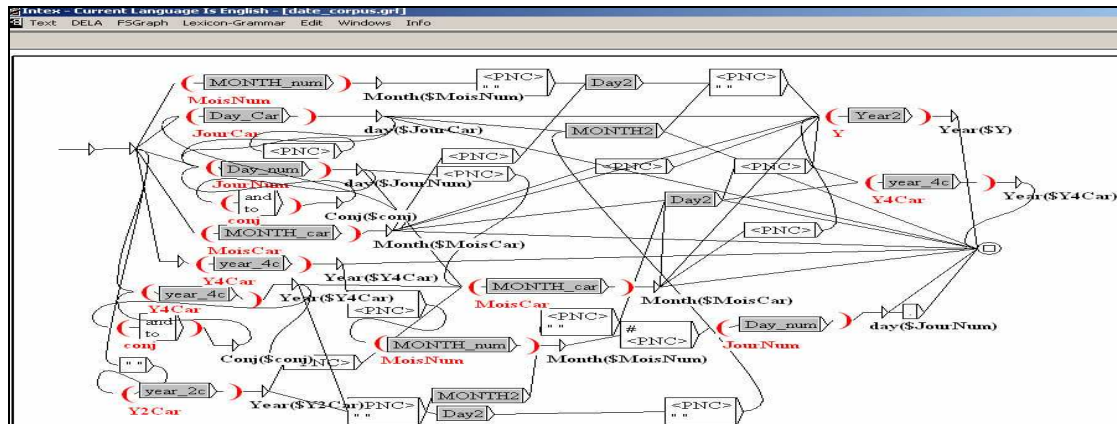 Intex - Current Language Is English - [date_corpus.grf]
Text DELA FSGraph Lexicon-Grammar Edit Windows Info
MONTH_num
MoisNum
Month($MoisNum)
<PNC>
" "
Day2
<PNC>
" "
Day_Car
JourCar
day($JourCar)
MONTH2
Year2
Y
Year($Y)
<PNC>
<PNC>
<PNC>
<PNC>
<PNC>
Day_num
JourNum
day($JourNum)
year_4c
Y4Car
Year($Y4Car)
and
to
conj
Conj($conj)
Day2
MONTH_car
MoisCar
Month($MoisCar)
<PNC>
year_4c
Y4Car
Year($Y4Car)
year_4c
Y4Car
Year($Y4Car)
MONTH_car
MoisCar
Month($MoisCar)
<PNC>
<PNC>
" "
#
<PNC>
Day_num
JourNum
day($JourNum)
.
and
to
conj
Conj($conj)
MONTH_num
MoisNum
Month($MoisNum)
PNC>
" "
year_2c
Y2Car
Year($Y2Car)
PNC>
" "
MONTH2
Day2
<PNC>
" "